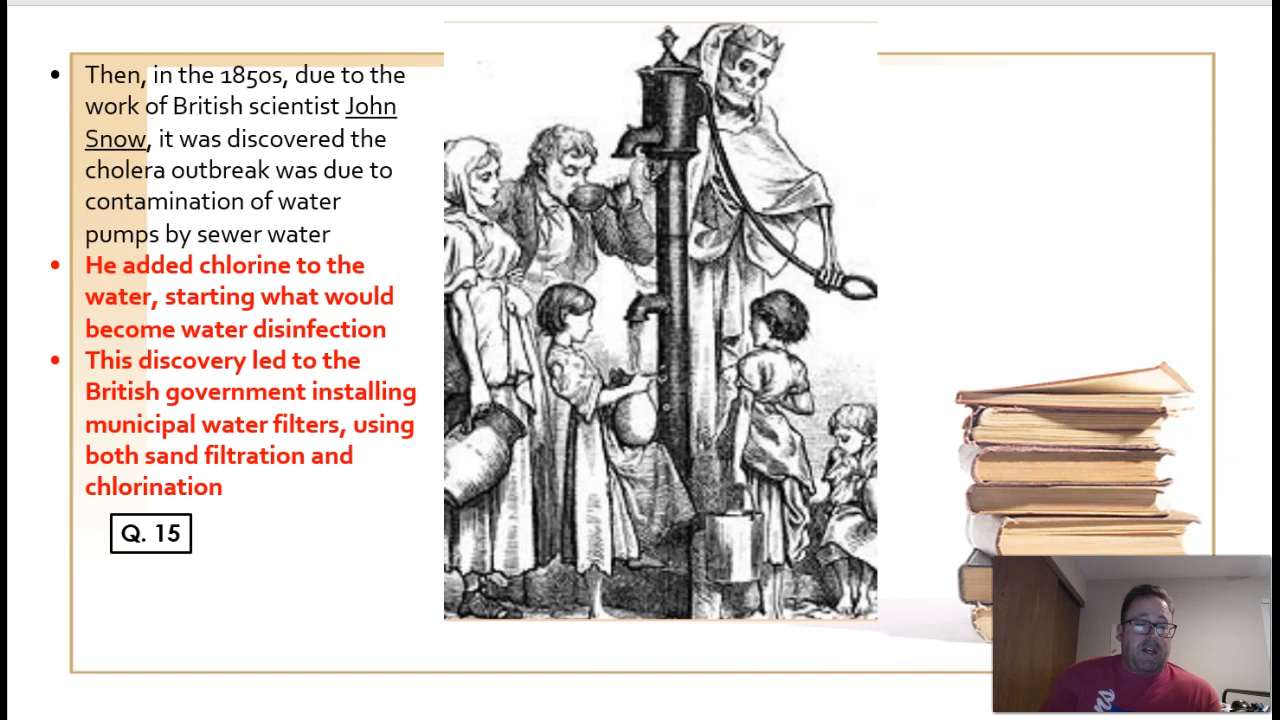 • Then, in the 1850s, due to the
work of British scientist John
Snow, it was discovered the
cholera outbreak was due to
contamination of water
pumps by sewer water
• He added chlorine to the
water, starting what would
become water disinfection
• This discovery led to the
British government installing
municipal water filters, using
both sand filtration and
chlorination
Q. 15